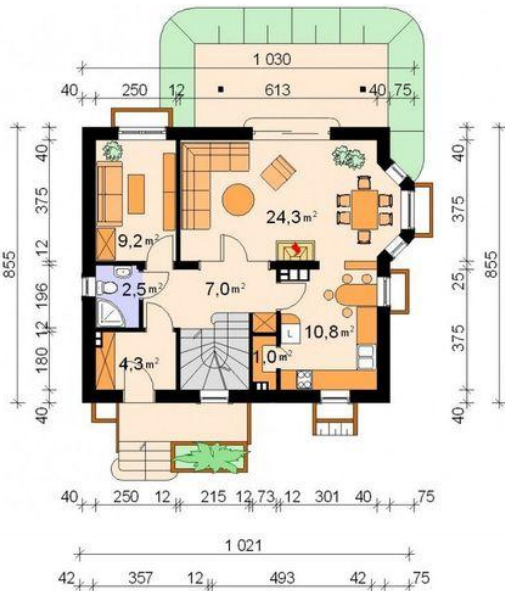 1 030
40 250 12 613 40 75
40 375 12 196 12 180 40
855
9,2 m²
24,3 m²
2,5 m²
7,0 m²
10,8 m²
4,3 m²
1,0 m²
L
40 375 25 375 40
855
40 250 12 215 12 73 12 301 40 75
1 021
42 357 12 493 42 75